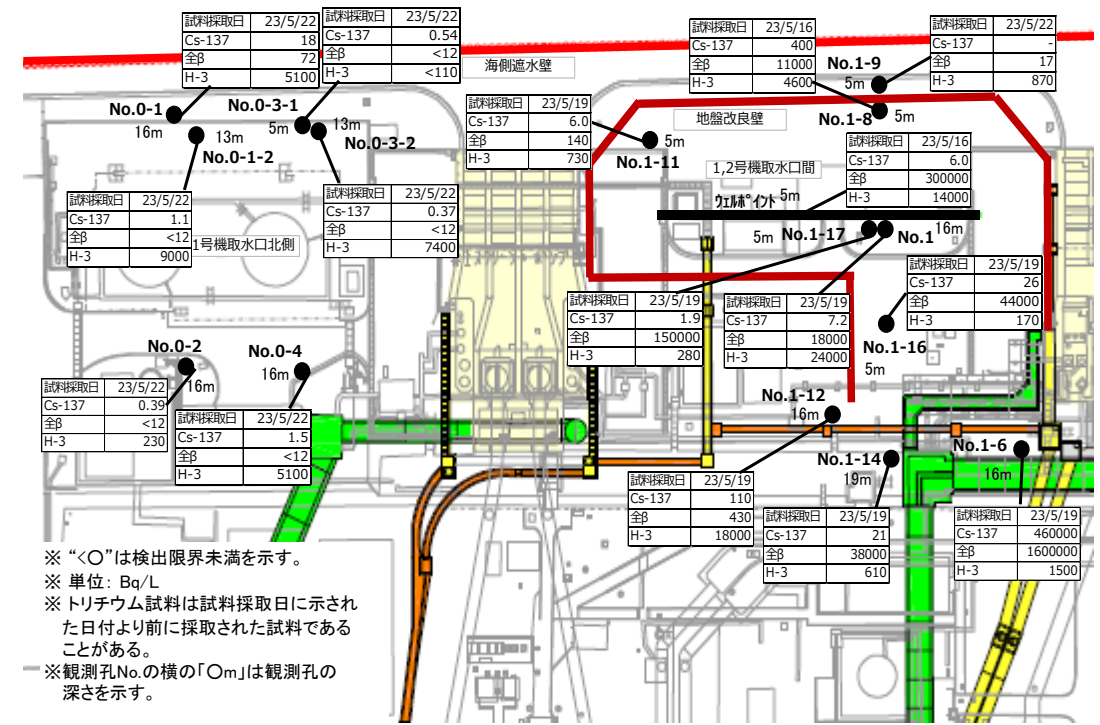 試料採取日 23/5/22
Cs-137 18
全β 72
H-3 5100
試料採取日 23/5/22
Cs-137 0.54
全β <12
H-3 <110
海側遮水壁
試料採取日 23/5/16
Cs-137 400
全β 11000
H-3 4600
試料採取日 23/5/22
Cs-137 -
全β 17
H-3 870
No.1-9
5m
No.0-1
16m
No.0-3-1
5m
13m
No.0-3-2
13m
No.0-1-2
試料採取日 23/5/19
Cs-137 6.0
全β 140
H-3 730
5m
No.1-11
地盤改良壁
No.1-8
5m
1,2号機取水口間
試料採取日 23/5/16
Cs-137 6.0
全β 300000
H-3 14000
ウェルポイント 5m
試料採取日 23/5/22
Cs-137 1.1
全β <12
H-3 9000
1号機取水口北側
試料採取日 23/5/22
Cs-137 0.37
全β <12
H-3 7400
5m No.1-17
No.1 16m
試料採取日 23/5/19
Cs-137 26
全β 44000
H-3 170
試料採取日 23/5/19
Cs-137 1.9
全β 150000
H-3 280
試料採取日 23/5/19
Cs-137 7.2
全β 18000
H-3 24000
No.1-16
5m
No.0-2
16m
No.0-4
16m
試料採取日 23/5/22
Cs-137 0.39
全β <12
H-3 230
試料採取日 23/5/22
Cs-137 1.5
全β <12
H-3 5100
No.1-12
16m
No.1-14
19m
No.1-6
16m
試料採取日 23/5/19
Cs-137 110
全β 430
H-3 18000
試料採取日 23/5/19
Cs-137 21
全β 38000
H-3 610
試料採取日 23/5/19
Cs-137 460000
全β 1600000
H-3 1500
※ “<〇”は検出限界未満を示す。
※ 単位: Bq/L
※ トリチウム試料は試料採取日に示され
た日付より前に採取された試料である
ことがある。
※観測孔No.の横の「〇m」は観測孔の
深さを示す。